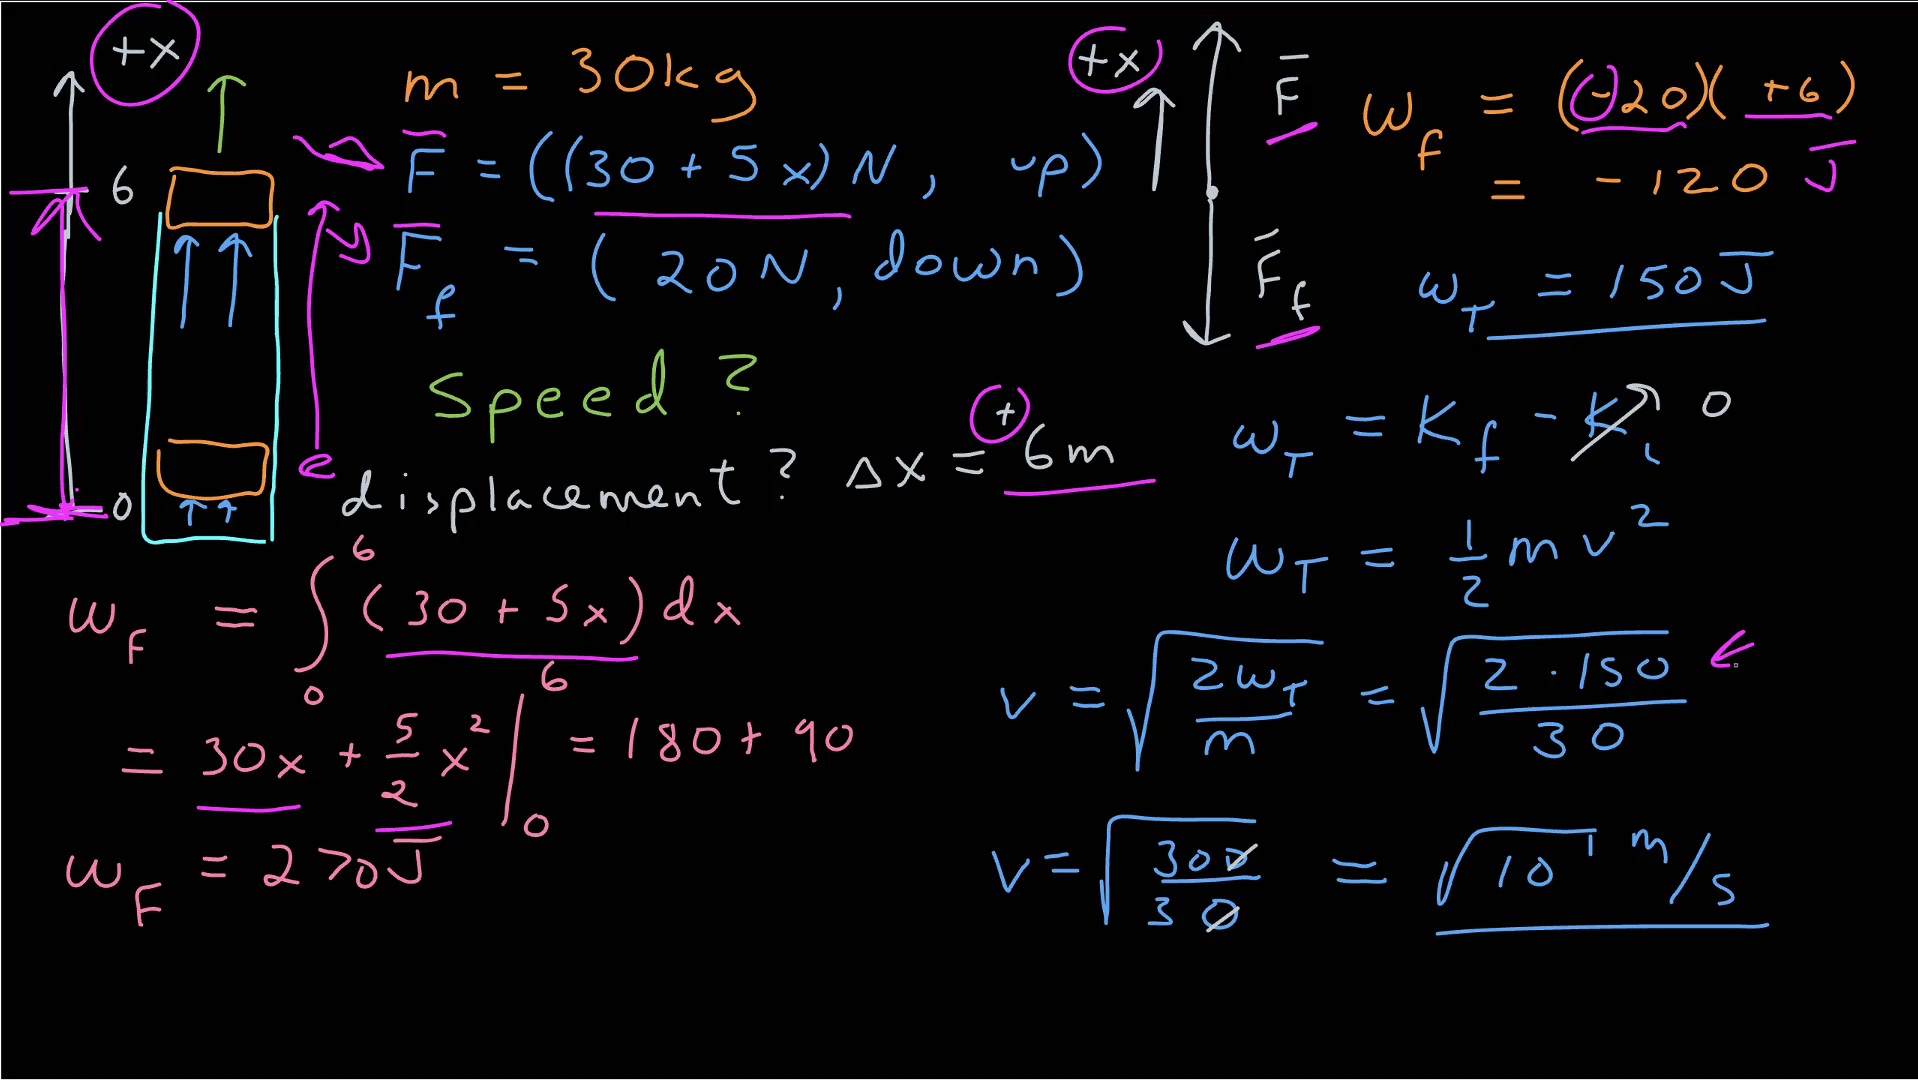 +x
6
0
m = 30kg
F̅ = ((30 + 5x)N, up)
F̅_f = (20N, down)
Speed?
displacement? Δx = +6m
+x
F̅
F̅_f
W_f = (-20)(+6)
= -120 J
W_T = 150 J
W_T = K_f - K_i 0
W_T = 1/2 mv²
v = √(2W_T/m) = √(2·150/30)
v = √(300/30) = √10 m/s
W_F = ∫₀⁶ (30 + 5x)dx
= 30x + 5/2 x² |₀⁶ = 180 + 90
W_F = 270 J